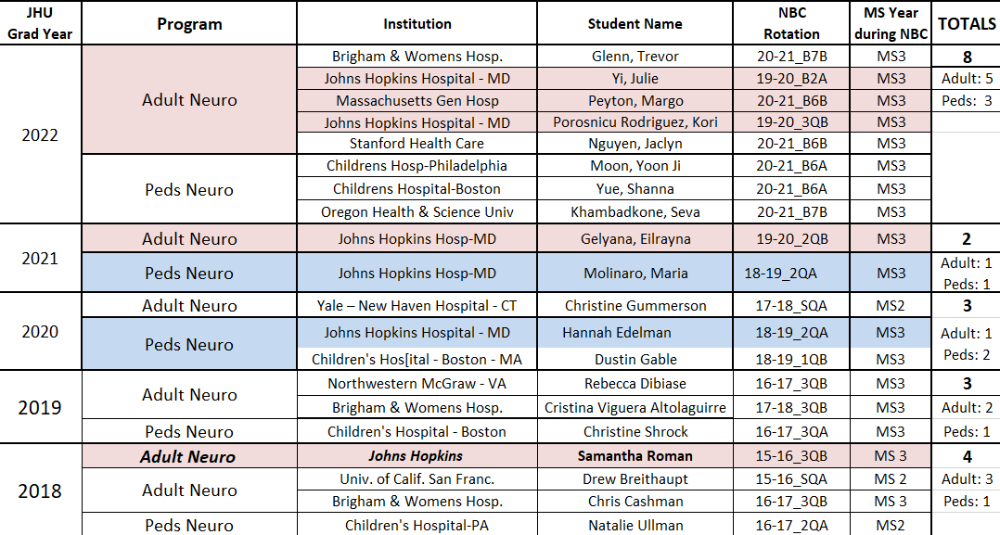 JHU Grad Year Program Institution Student Name NBC Rotation MS Year during NBC TOTALS
2022 Adult Neuro Brigham & Womens Hosp. Glenn, Trevor 20-21_B7B MS3 8
Johns Hopkins Hospital - MD Yi, Julie 19-20_B2A MS3 Adult: 5
Massachusetts Gen Hosp Peyton, Margo 20-21_B6B MS3 Peds: 3
Johns Hopkins Hospital - MD Porosnicu Rodriguez, Kori 19-20_3QB MS3
Stanford Health Care Nguyen, Jaclyn 20-21_B6B MS3
Peds Neuro Childrens Hosp-Philadelphia Moon, Yoon Ji 20-21_B6A MS3
Childrens Hospital-Boston Yue, Shanna 20-21_B6A MS3
Oregon Health & Science Univ Khambadkone, Seva 20-21_B7B MS3
2021 Adult Neuro Johns Hopkins Hosp-MD Gelyana, Eilrayna 19-20_2QB MS3 2
Peds Neuro Johns Hopkins Hosp-MD Molinaro, Maria 18-19_2QA MS3 Adult: 1 Peds: 1
2020 Adult Neuro Yale – New Haven Hospital - CT Christine Gummerson 17-18_SQA MS2 3
Peds Neuro Johns Hopkins Hospital - MD Hannah Edelman 18-19_2QA MS3 Adult: 1
Children's Hos[ital - Boston - MA Dustin Gable 18-19_1QB MS3 Peds: 2
2019 Adult Neuro Northwestern McGraw - VA Rebecca Dibiase 16-17_3QB MS3 3
Brigham & Womens Hosp. Cristina Viguera Altolaguirre 17-18_3QB MS3 Adult: 2
Peds Neuro Children's Hospital - Boston Christine Shrock 16-17_3QA MS3 Peds: 1
2018 Adult Neuro Johns Hopkins Samantha Roman 15-16_3QB MS 3 4
Adult Neuro Univ. of Calif. San Franc. Drew Breithaupt 15-16_SQA MS 2 Adult: 3
Brigham & Womens Hosp. Chris Cashman 16-17_3QB MS 3 Peds: 1
Peds Neuro Children's Hospital-PA Natalie Ullman 16-17_2QA MS2